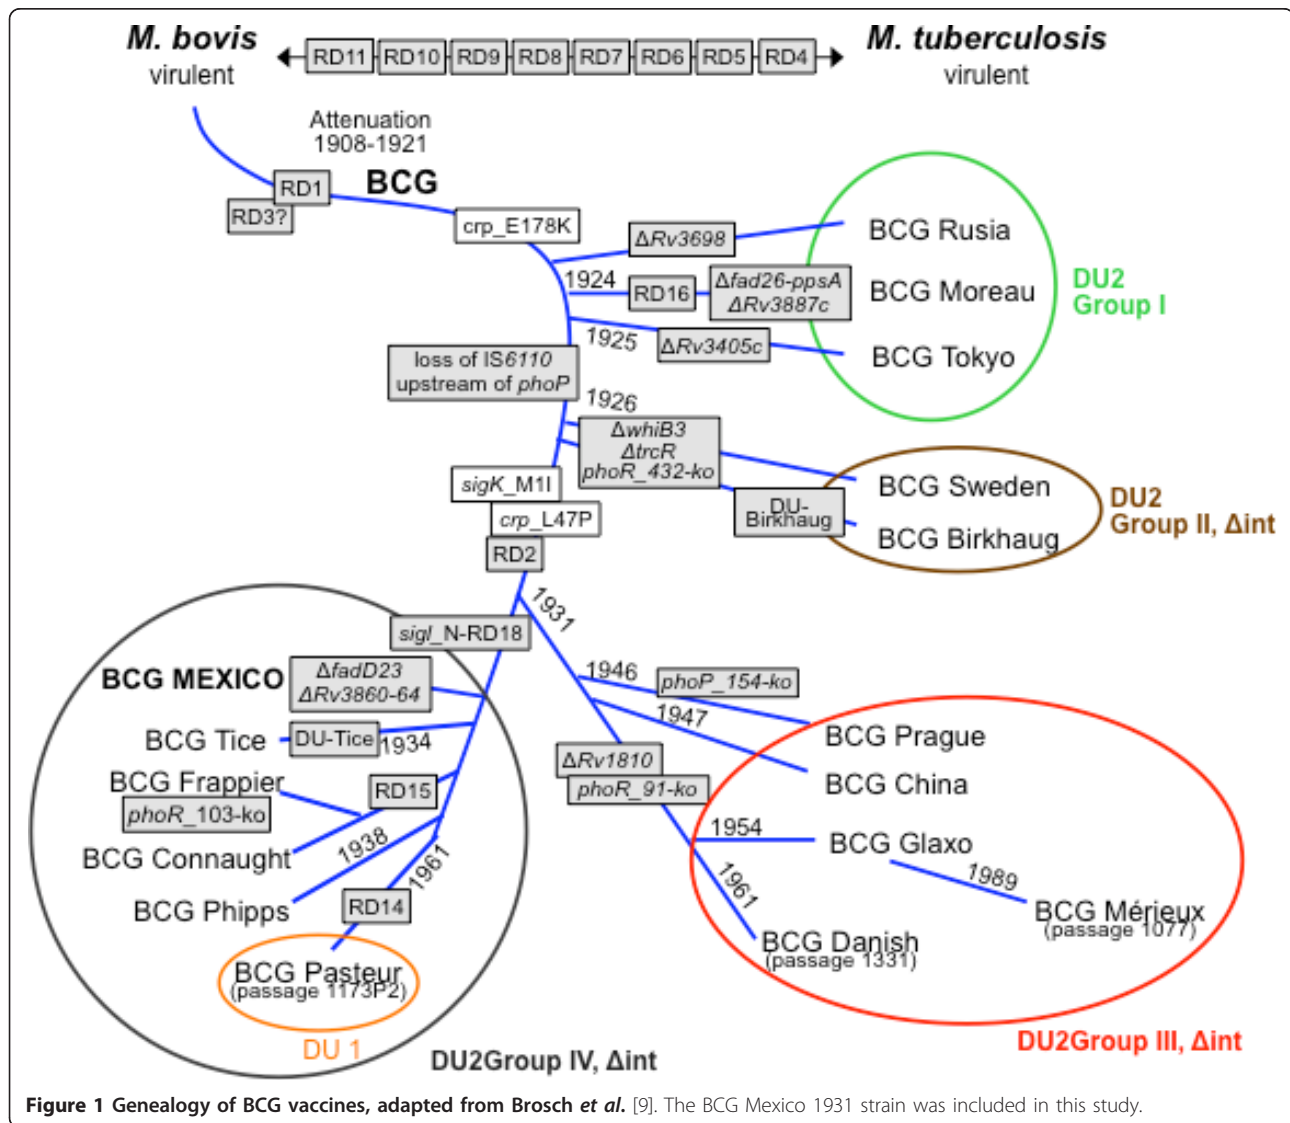 M. bovis
virulent
RD11 RD10 RD9 RD8 RD7 RD6 RD5 RD4
M. tuberculosis
virulent
Attenuation
1908-1921
RD1
RD3?
BCG
crp_E178K
ΔRv3698
BCG Rusia
1924
RD16
Δfad26-ppsA
ΔRv3887c
BCG Moreau
DU2
Group I
1925
ΔRv3405c
BCG Tokyo
loss of IS6110
upstream of phoP
1926
ΔwhiB3
ΔtrcR
phoR_432-ko
BCG Sweden
DU-
Birkhaug
BCG Birkhaug
DU2
Group II, Δint
sigK_M1I
crp_L47P
RD2
1931
sigI_N-RD18
BCG MEXICO
ΔfadD23
ΔRv3860-64
BCG Tice
DU-Tice
1934
BCG Frappier
phoR_103-ko
RD15
BCG Connaught
1938
BCG Phipps
1961
RD14
BCG Pasteur
(passage 1173P2)
DU 1
DU2Group IV, Δint
1946
phoP_154-ko
BCG Prague
1947
BCG China
ΔRv1810
phoR_91-ko
1954
BCG Glaxo
1989
BCG Mérieux
(passage 1077)
1961
BCG Danish
(passage 1331)
DU2Group III, Δint
Figure 1 Genealogy of BCG vaccines, adapted from Brosch et al. [9]. The BCG Mexico 1931 strain was included in this study.